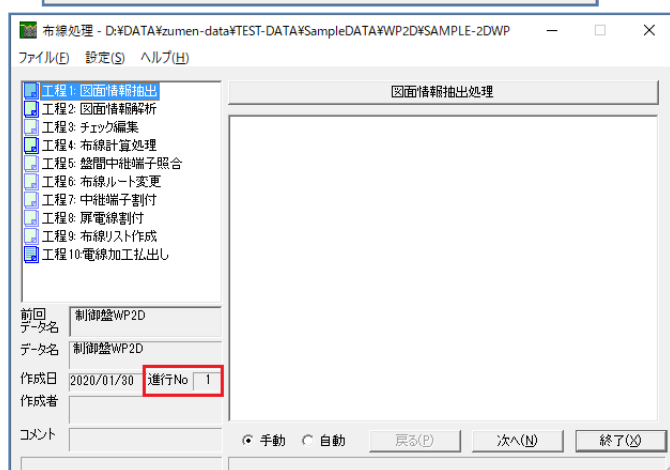 布線処理 - D:¥DATA¥zumen-data¥TEST-DATA¥SampleDATA¥WP2D¥SAMPLE-2DWP
ファイル(F) 設定(S) ヘルプ(H)
工程1: 図面情報抽出
工程2: 図面情報解析
工程3: チェック編集
工程4: 布線計算処理
工程5: 盤間中継端子照合
工程6: 布線ルート変更
工程7: 中継端子割付
工程8: 扉電線割付
工程9: 布線リスト作成
工程10:電線加工払出し
図面情報抽出処理
前回
データ名 制御盤WP2D
データ名 制御盤WP2D
作成日 2020/01/30 進行No 1
作成者
コメント
手動 自動 戻る(P) 次へ(N) 終了(X)